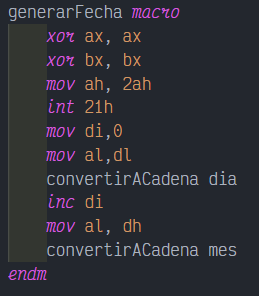 generarFecha macro
xor ax, ax
xor bx, bx
mov ah, 2ah
int 21h
mov di,0
mov al,dl
convertirACadena dia
inc di
mov al, dh
convertirACadena mes
endm